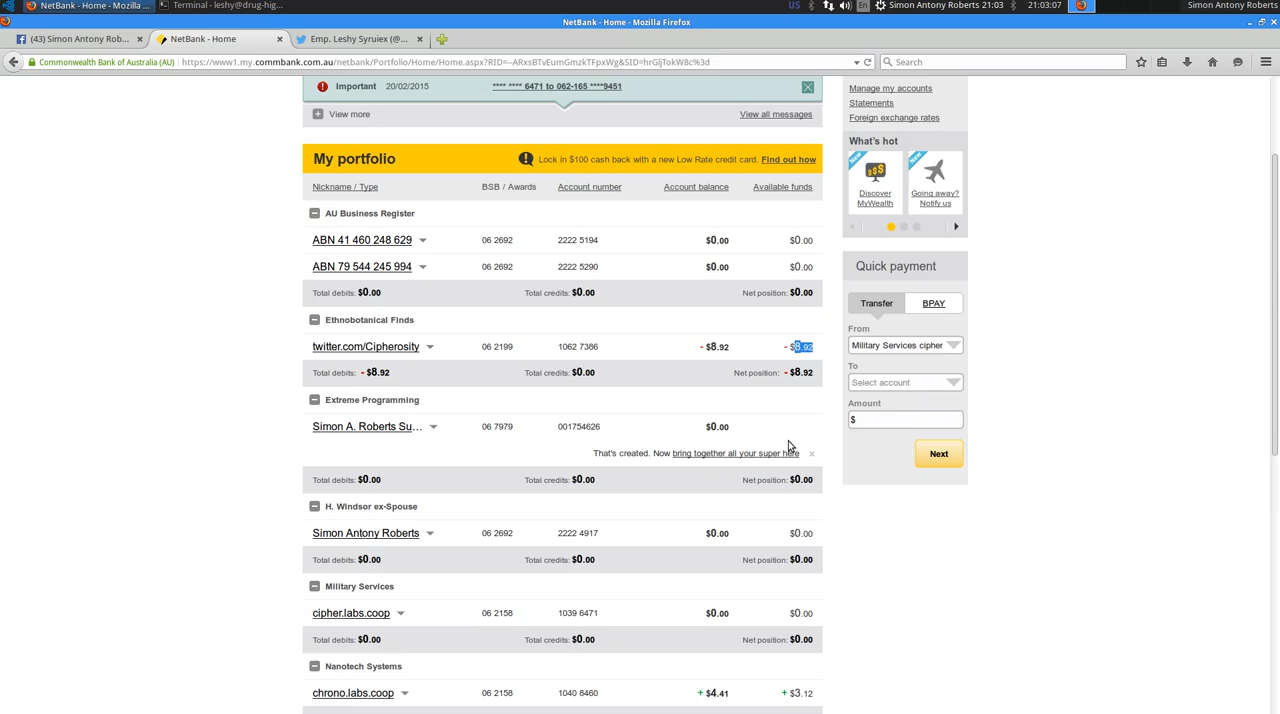 NetBank - Home - Mozilla ...
Terminal - leshy@drug-hig...
US
En
Simon Antony Roberts 21:03
21:03:07
Simon Antony Roberts
NetBank - Home - Mozilla Firefox
(43) Simon Antony Rob...
NetBank - Home
Emp. Leshy Syruiex (@...
Commonwealth Bank of Australia (AU)
https://www1.my.commbank.com.au/netbank/Portfolio/Home/Home.aspx?RID=-ARxsBTvEumGmzkTFpxWg&SID=hrGljTokW8c%3d
Search
Important 20/02/2015 **** **** 6471 to 062-165 ****9451
View more
View all messages
My portfolio
Lock in $100 cash back with a new Low Rate credit card. Find out how
Nickname / Type BSB / Awards Account number Account balance Available funds
AU Business Register
ABN 41 460 248 629 06 2692 2222 5194 $0.00 $0.00
ABN 79 544 245 994 06 2692 2222 5290 $0.00 $0.00
Total debits: $0.00 Total credits: $0.00 Net position: $0.00
Ethnobotanical Finds
twitter.com/Cipherosity 06 2199 1062 7386 - $8.92 - $8.92
Total debits: - $8.92 Total credits: $0.00 Net position: - $8.92
Extreme Programming
Simon A. Roberts Su... 06 7979 001754626 $0.00
That's created. Now bring together all your super here ×
Total debits: $0.00 Total credits: $0.00 Net position: $0.00
H. Windsor ex-Spouse
Simon Antony Roberts 06 2692 2222 4917 $0.00 $0.00
Total debits: $0.00 Total credits: $0.00 Net position: $0.00
Military Services
cipher.labs.coop 06 2158 1039 6471 $0.00 $0.00
Total debits: $0.00 Total credits: $0.00 Net position: $0.00
Nanotech Systems
chrono.labs.coop 06 2158 1040 8460 + $4.41 + $3.12
Manage my accounts
Statements
Foreign exchange rates
What's hot
New
New
$$$
Discover
MyWealth
Going away?
Notify us
Quick payment
Transfer BPAY
From
Military Services cipher
To
Select account
Amount
$
Next